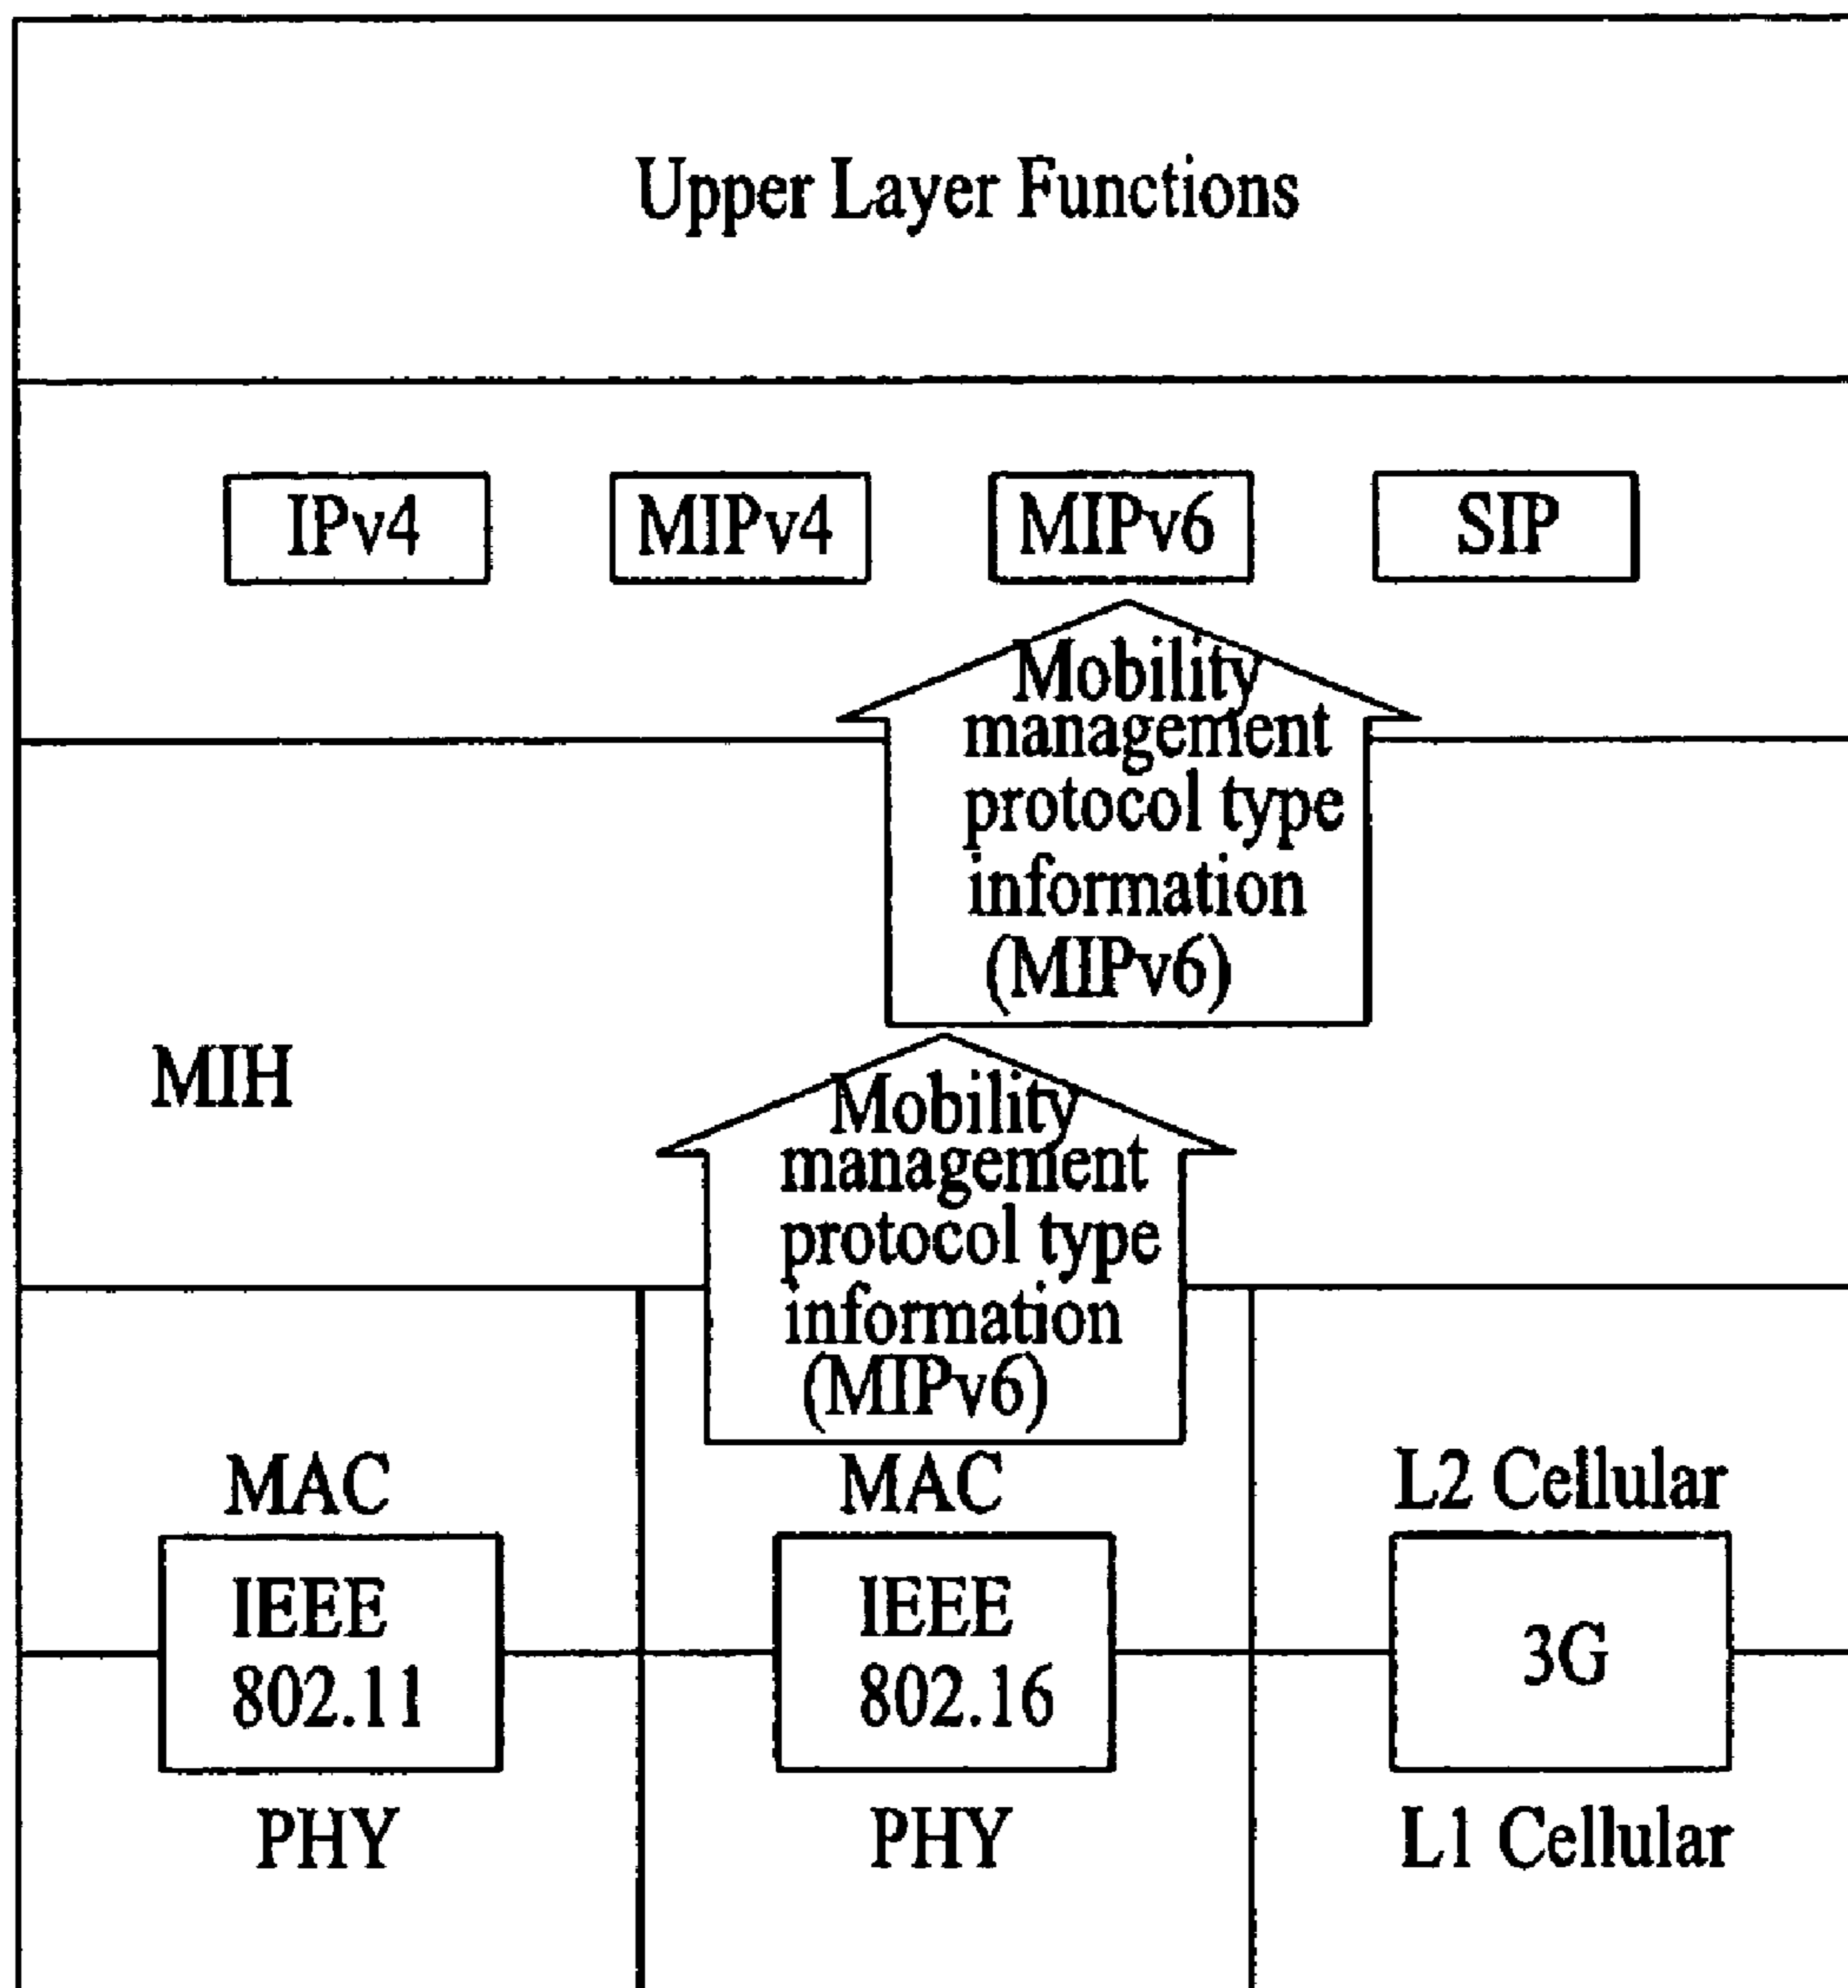 Upper Layer Functions
IPv4 MIPv4 MIPv6 SIP
Mobility
management
protocol type
information
(MIPv6)
MIH
Mobility
management
protocol type
information
(MIPv6)
MAC MAC L2 Cellular
IEEE
802.11
IEEE
802.16
3G
PHY PHY L1 Cellular